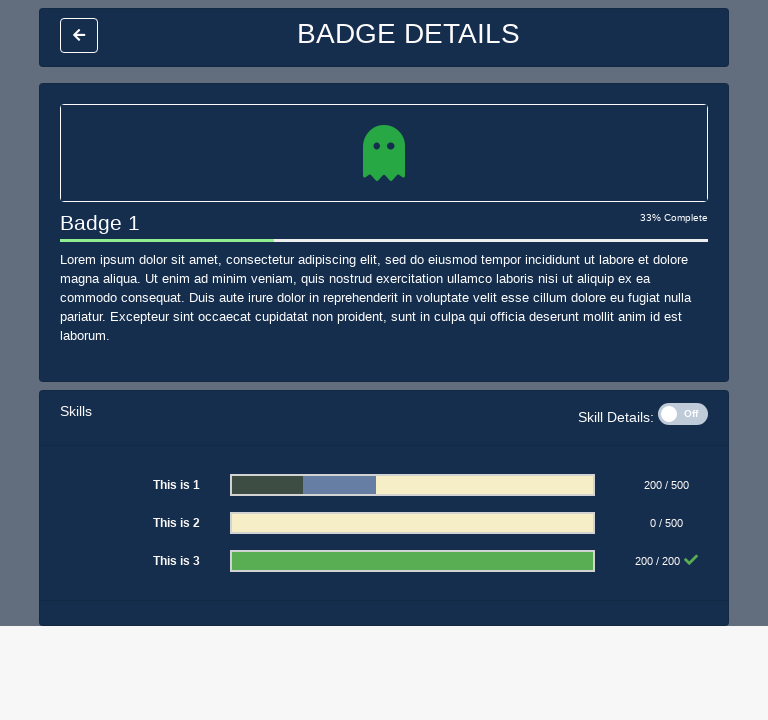 BADGE DETAILS
Badge 1
33% Complete
Lorem ipsum dolor sit amet, consectetur adipiscing elit, sed do eiusmod tempor incididunt ut labore et dolore
magna aliqua. Ut enim ad minim veniam, quis nostrud exercitation ullamco laboris nisi ut aliquip ex ea
commodo consequat. Duis aute irure dolor in reprehenderit in voluptate velit esse cillum dolore eu fugiat nulla
pariatur. Excepteur sint occaecat cupidatat non proident, sunt in culpa qui officia deserunt mollit anim id est
laborum.
Skills
Skill Details: Off
This is 1
200 / 500
This is 2
0 / 500
This is 3
200 / 200